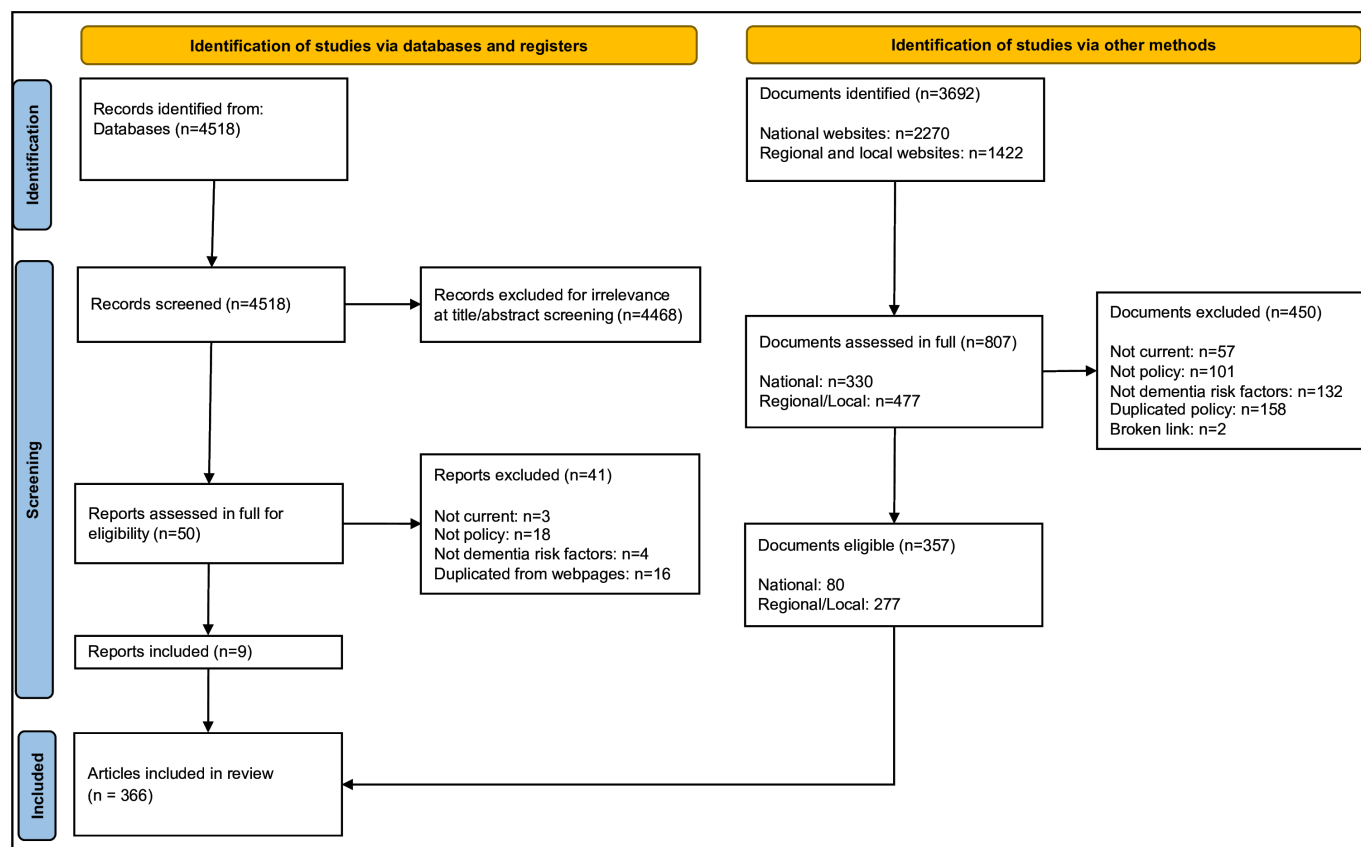 Identification of studies via databases and registers
Identification of studies via other methods
Identification
Records identified from:
Databases (n=4518)
Documents identified (n=3692)
National websites: n=2270
Regional and local websites: n=1422
Screening
Records screened (n=4518)
Records excluded for irrelevance
at title/abstract screening (n=4468)
Documents assessed in full (n=807)
National: n=330
Regional/Local: n=477
Documents excluded (n=450)
Not current: n=57
Not policy: n=101
Not dementia risk factors: n=132
Duplicated policy: n=158
Broken link: n=2
Reports assessed in full for
eligibility (n=50)
Reports excluded (n=41)
Not current: n=3
Not policy: n=18
Not dementia risk factors: n=4
Duplicated from webpages: n=16
Documents eligible (n=357)
National: 80
Regional/Local: 277
Reports included (n=9)
Included
Articles included in review
(n = 366)